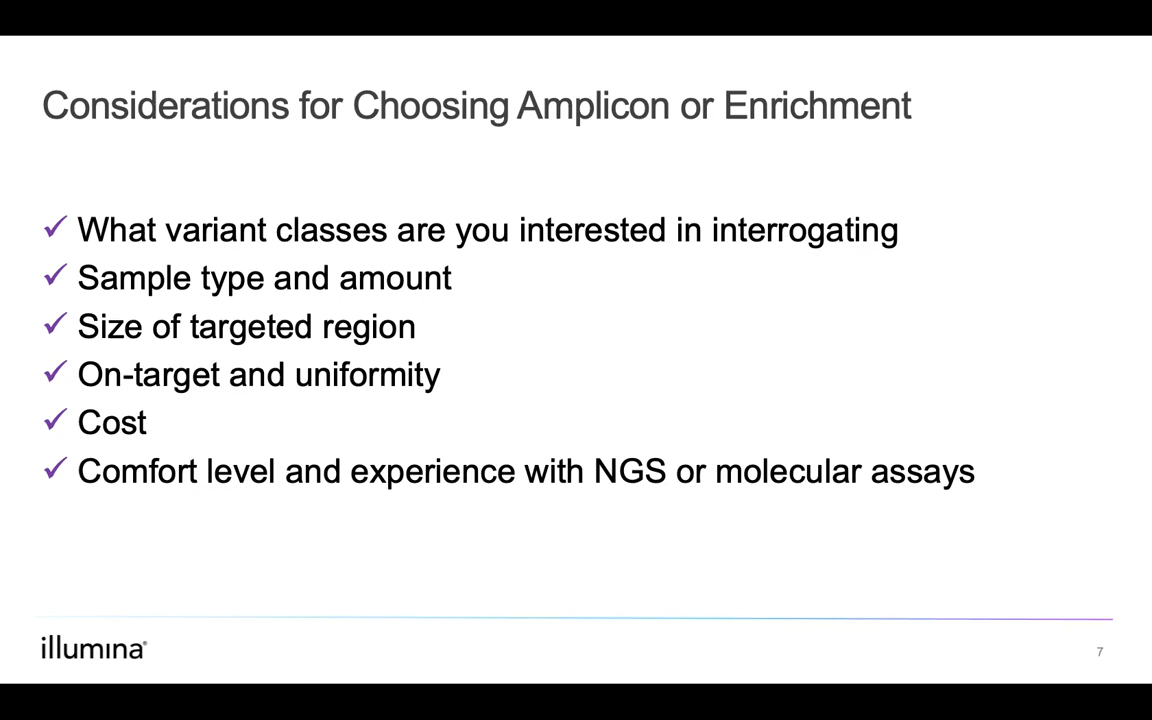 Considerations for Choosing Amplicon or Enrichment
✓ What variant classes are you interested in interrogating
✓ Sample type and amount
✓ Size of targeted region
✓ On-target and uniformity
✓ Cost
✓ Comfort level and experience with NGS or molecular assays
illumina®
7